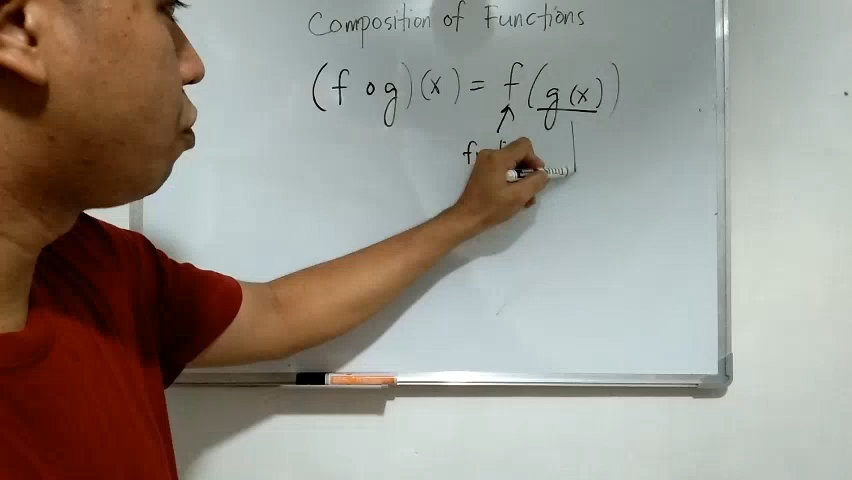 Composition of Functions
(f o g)(x) = f(g(x))